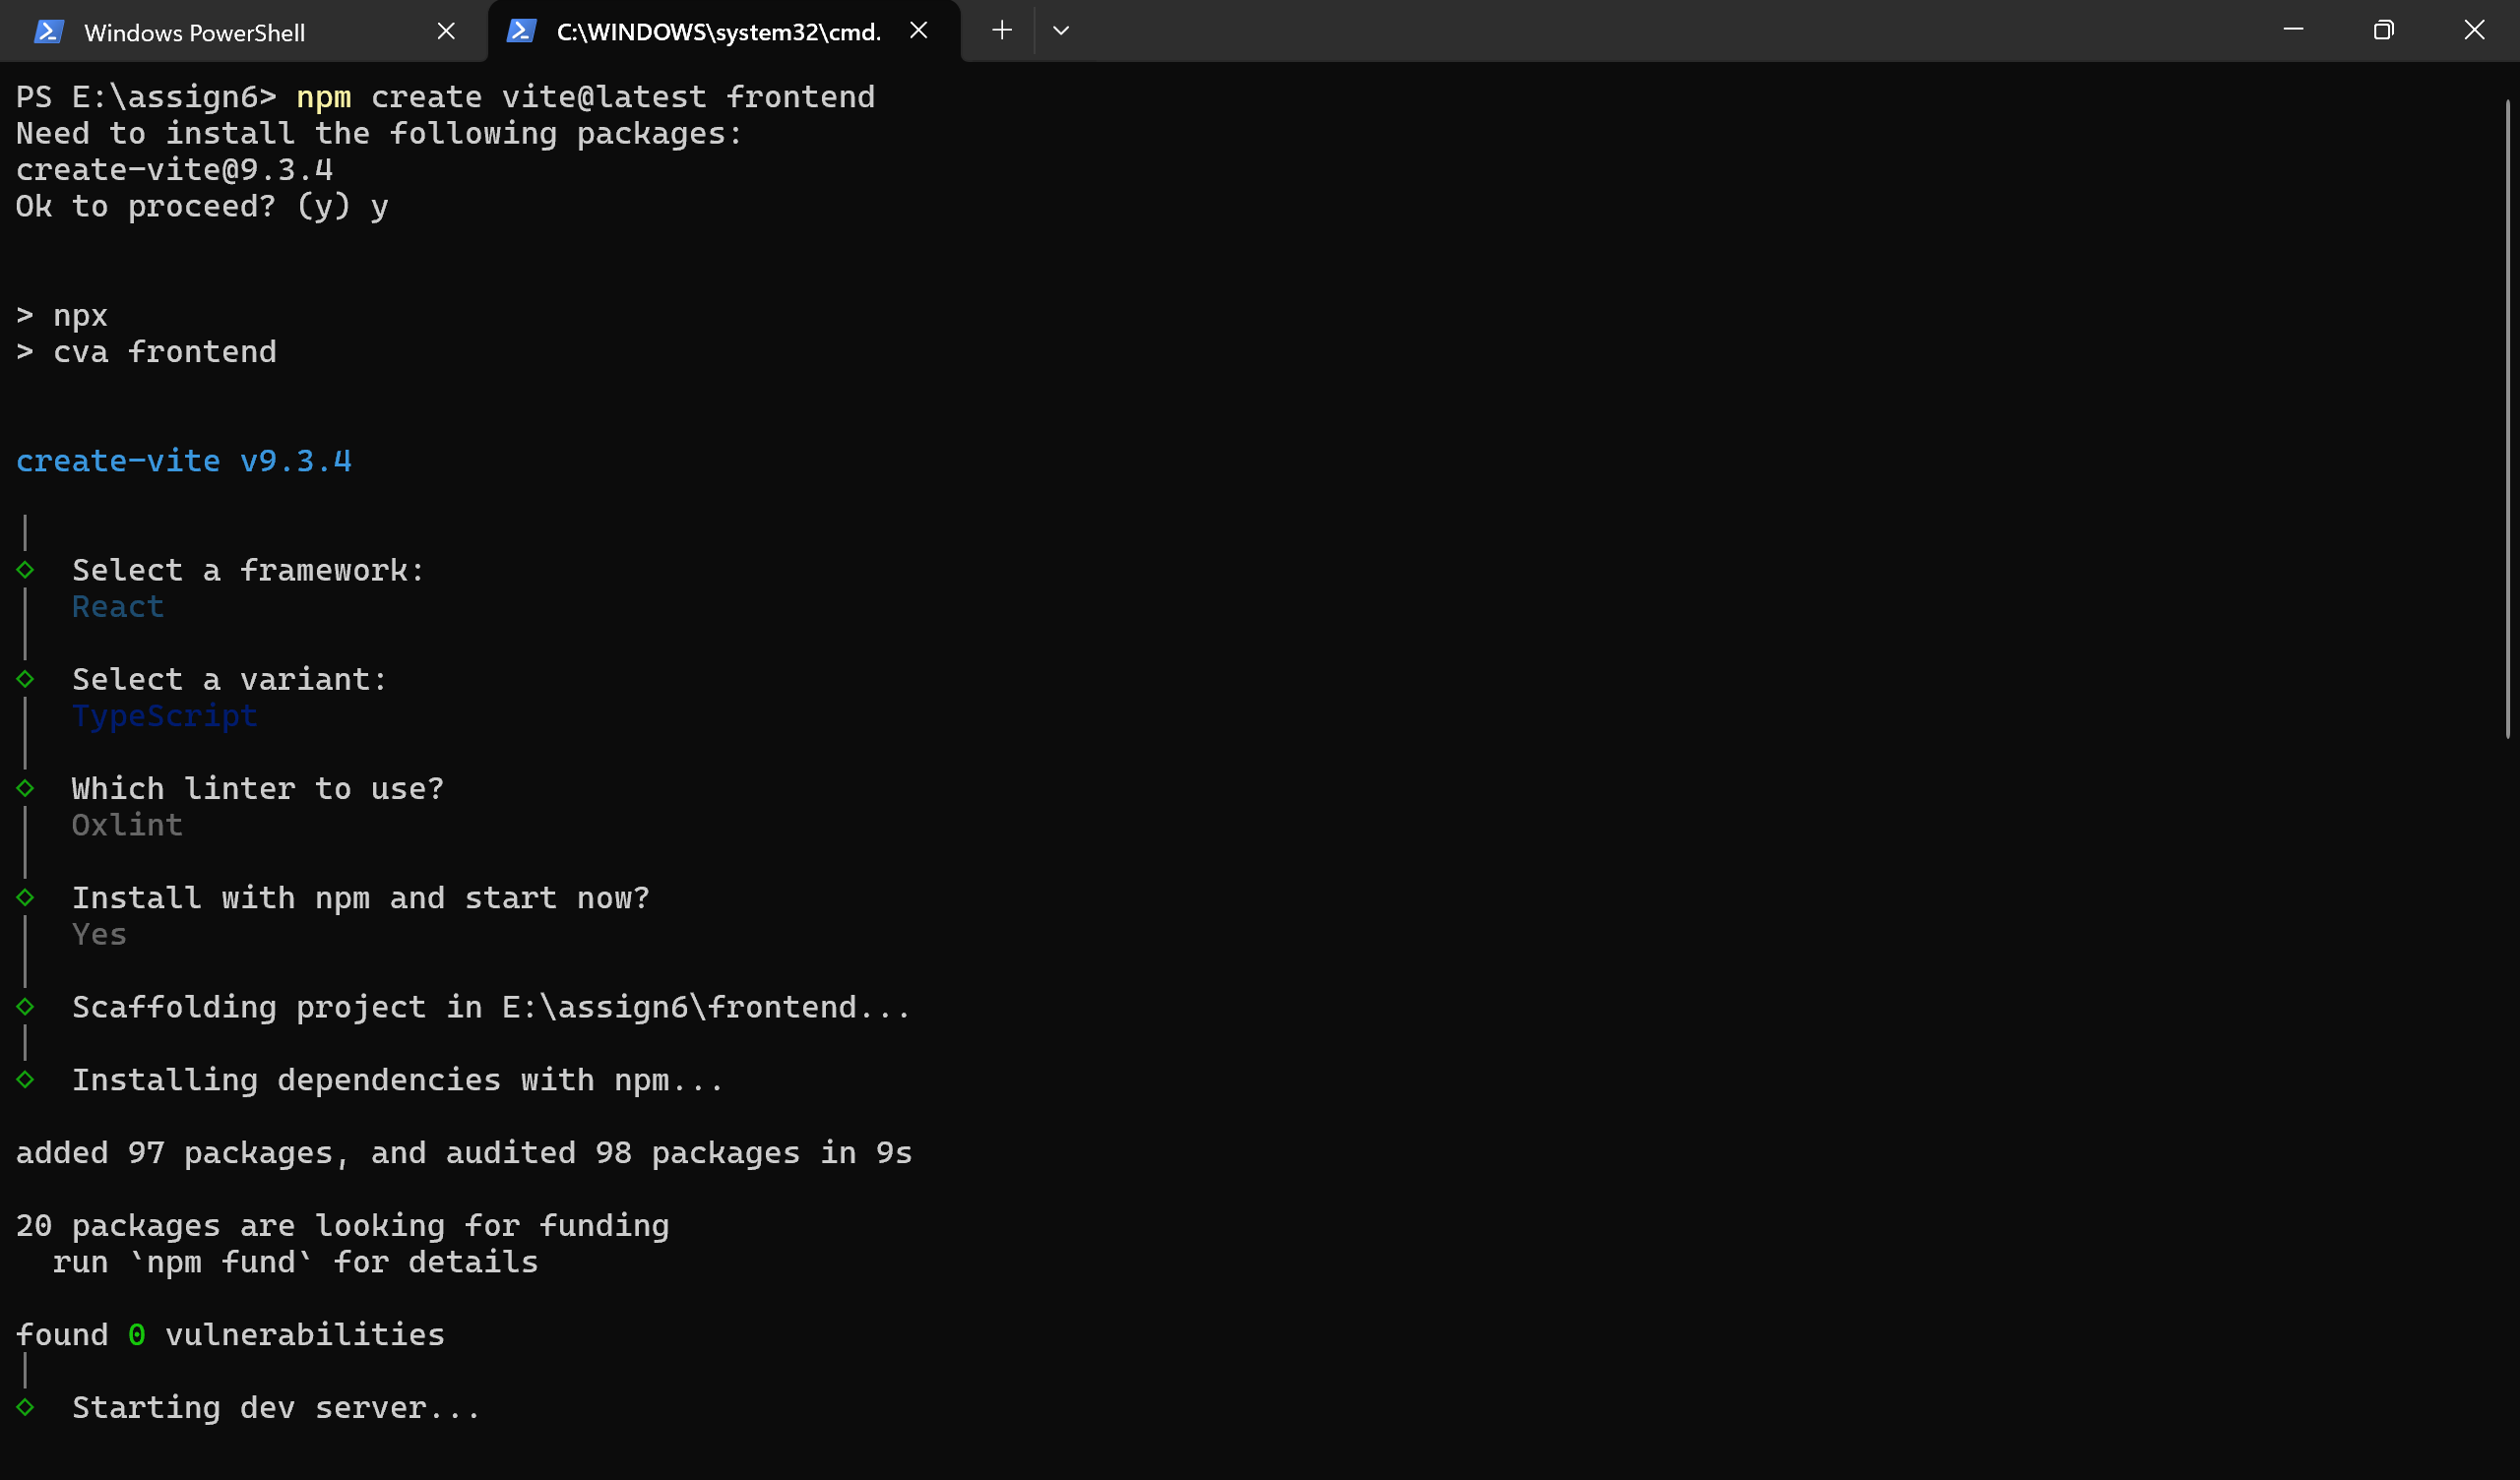 Windows PowerShell
C:\WINDOWS\system32\cmd.
PS E:\assign6> npm create vite@latest frontend
Need to install the following packages:
create-vite@9.3.4
Ok to proceed? (y) y
> npx
> cva frontend
create-vite v9.3.4
Select a framework:
React
Select a variant:
TypeScript
Which linter to use?
Oxlint
Install with npm and start now?
Yes
Scaffolding project in E:\assign6\frontend...
Installing dependencies with npm...
added 97 packages, and audited 98 packages in 9s
20 packages are looking for funding
  run `npm fund` for details
found 0 vulnerabilities
Starting dev server...